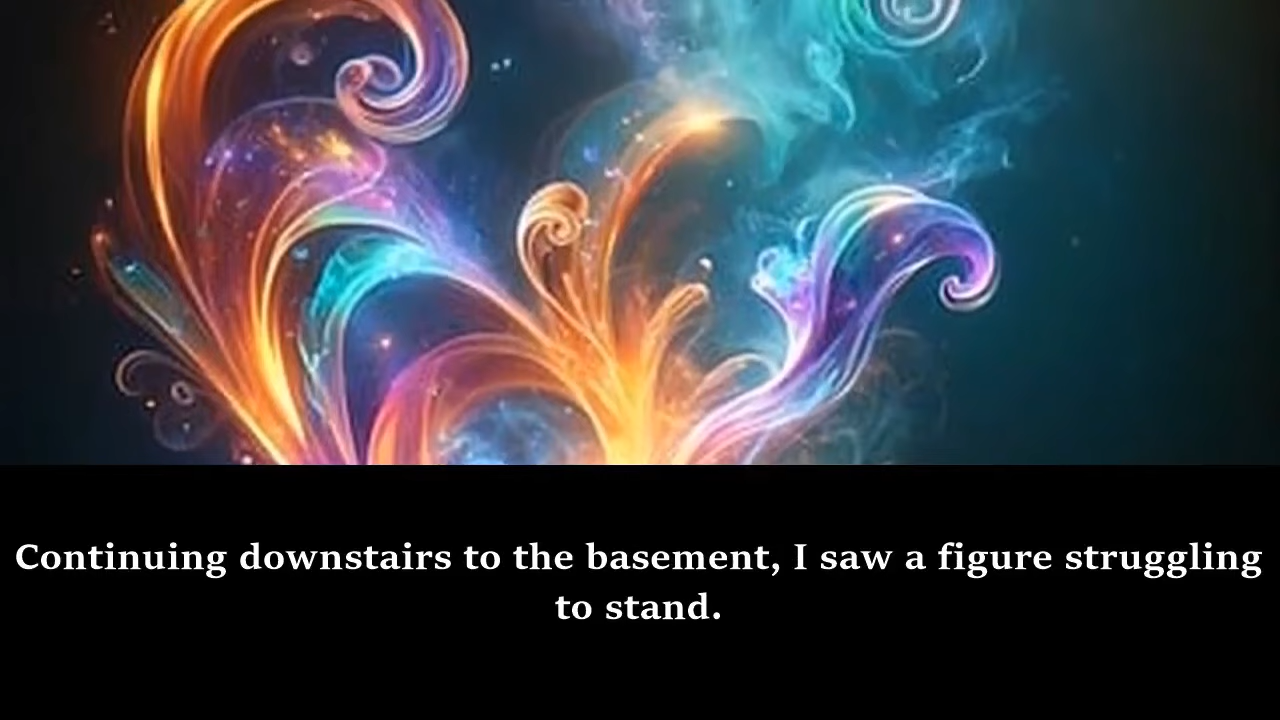 Continuing downstairs to the basement, I saw a figure struggling
to stand.